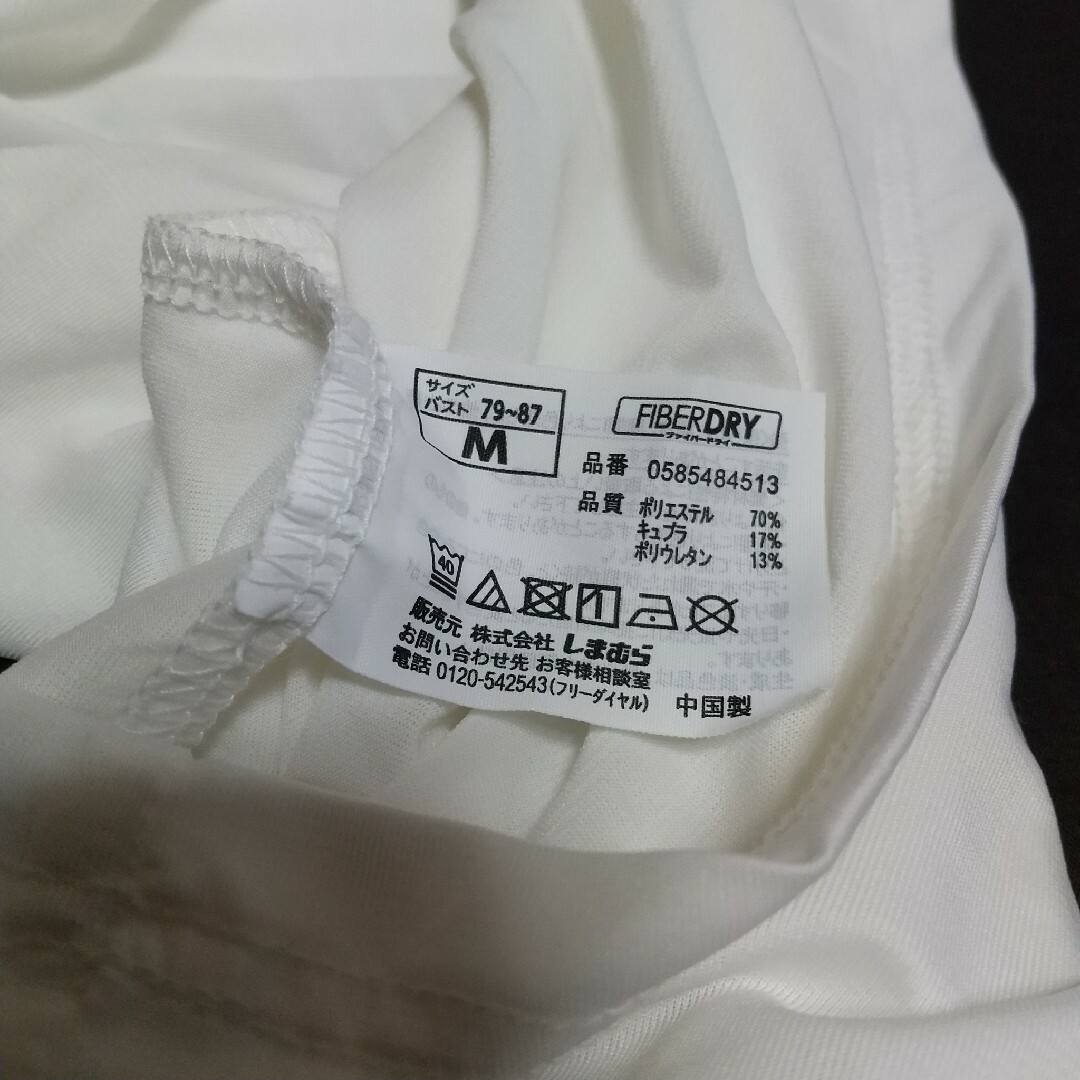 サイズ
バスト 79~87
M
FIBERDRY
ファイバードライ
品番 0585484513
品質 ポリエステル 70%
キュプラ 17%
ポリウレタン 13%
40
販売元 株式会社 しまむら
お問い合わせ先 お客様相談室
電話 0120-542543(フリーダイヤル) 中国製